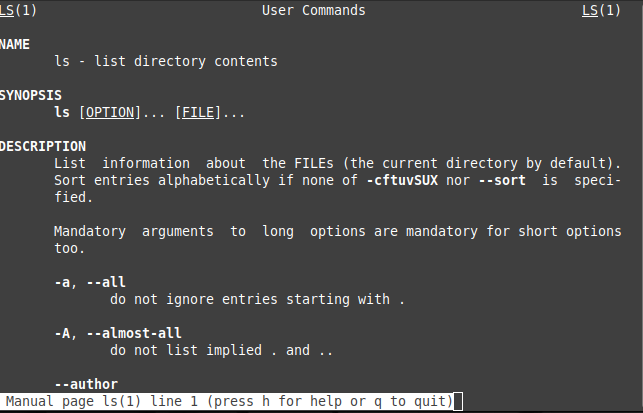 LS(1) User Commands LS(1)
NAME
ls - list directory contents
SYNOPSIS
ls [OPTION]... [FILE]...
DESCRIPTION
List information about the FILEs (the current directory by default).
Sort entries alphabetically if none of -cftuvSUX nor --sort is speci-
fied.
Mandatory arguments to long options are mandatory for short options
too.
-a, --all
do not ignore entries starting with .
-A, --almost-all
do not list implied . and ..
--author
Manual page ls(1) line 1 (press h for help or q to quit)